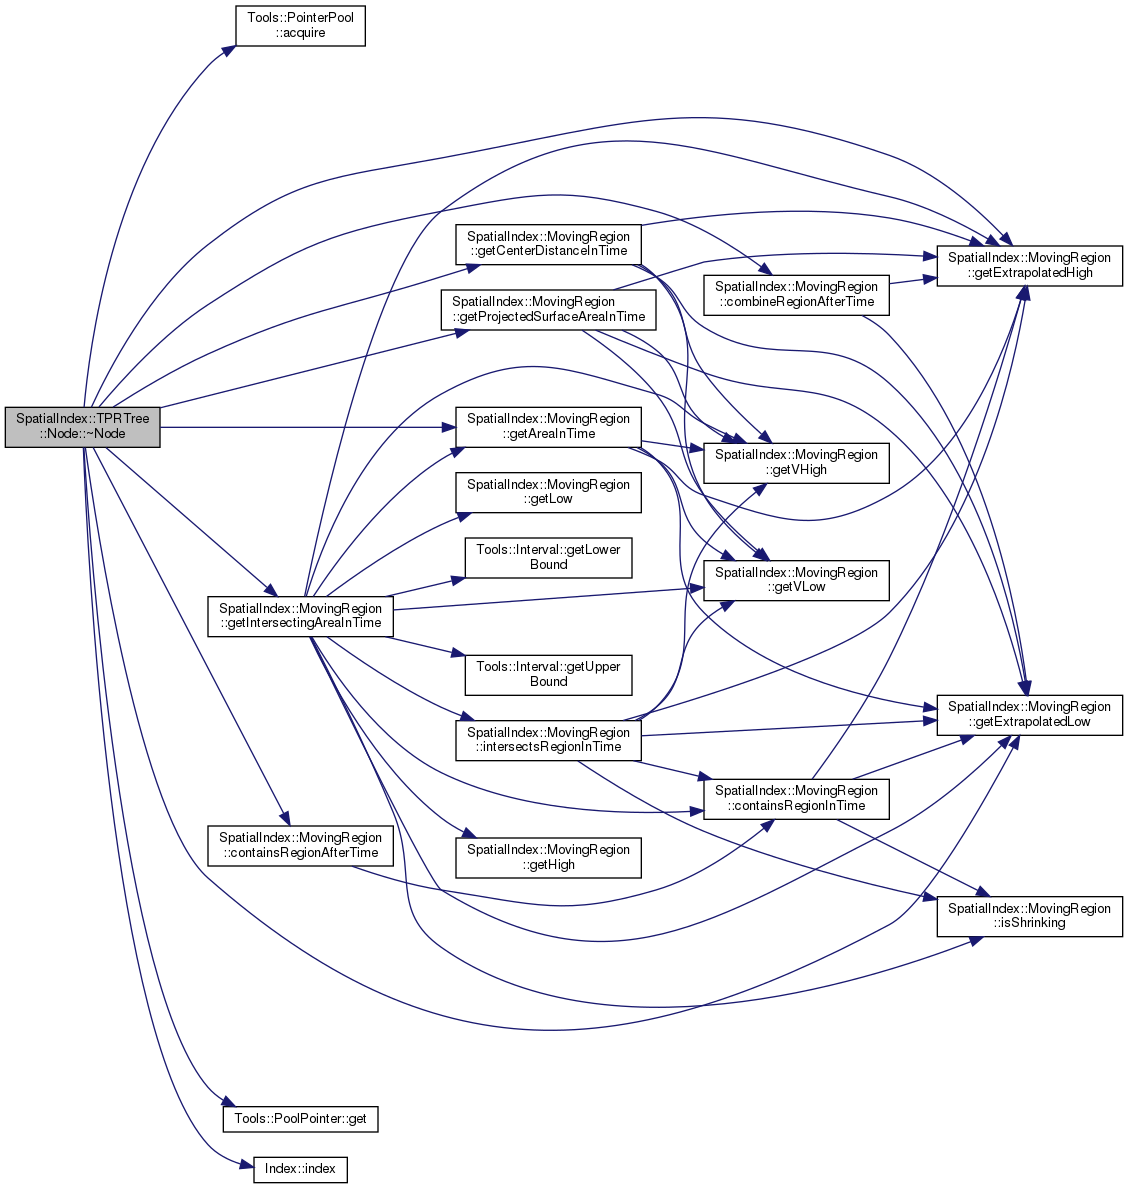 Tools::PointerPool
::acquire
SpatialIndex::MovingRegion
::getCenterDistanceInTime
SpatialIndex::MovingRegion
::getExtrapolatedHigh
SpatialIndex::MovingRegion
::combineRegionAfterTime
SpatialIndex::MovingRegion
::getProjectedSurfaceAreaInTime
SpatialIndex::TPRTree
::Node::~Node
SpatialIndex::MovingRegion
::getAreaInTime
SpatialIndex::MovingRegion
::getVHigh
SpatialIndex::MovingRegion
::getLow
Tools::Interval::getLower
Bound
SpatialIndex::MovingRegion
::getVLow
SpatialIndex::MovingRegion
::getIntersectingAreaInTime
Tools::Interval::getUpper
Bound
SpatialIndex::MovingRegion
::getExtrapolatedLow
SpatialIndex::MovingRegion
::intersectsRegionInTime
SpatialIndex::MovingRegion
::containsRegionInTime
SpatialIndex::MovingRegion
::containsRegionAfterTime
SpatialIndex::MovingRegion
::getHigh
SpatialIndex::MovingRegion
::isShrinking
Tools::PoolPointer::get
Index::index